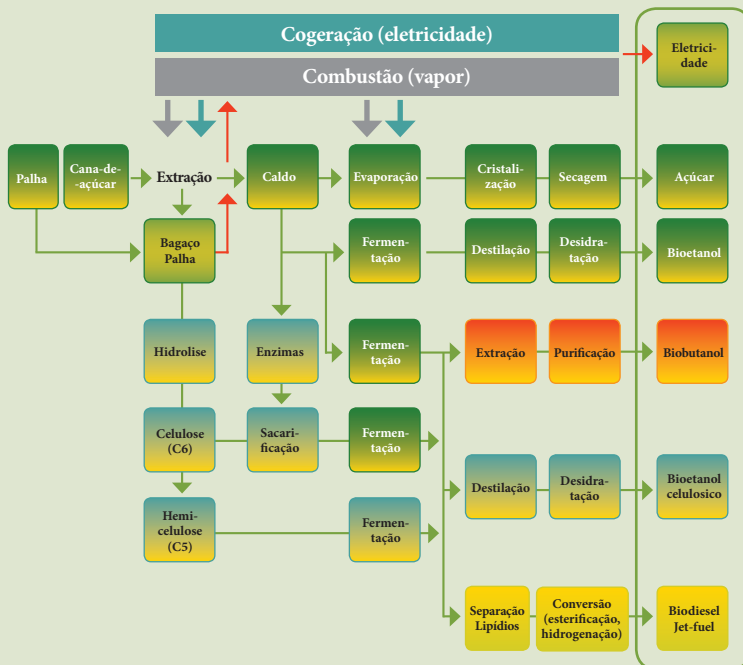 Cogeração (eletricidade)
Combustão (vapor)
Eletrici-
dade
Palha
Cana-de-
-açúcar
Extração
Caldo
Evaporação
Cristali-
zação
Secagem
Açúcar
Bagaço
Palha
Fermen-
tação
Destilação
Desidra-
tação
Bioetanol
Hidrolise
Enzimas
Fermen-
tação
Extração
Purificação
Biobutanol
Celulose
(C6)
Sacari-
ficação
Fermen-
tação
Destilação
Desidra-
tação
Bioetanol
celulosico
Hemi-
celulose
(C5)
Fermen-
tação
Separação
Lipídios
Conversão
(esterificação,
hidrogenação)
Biodiesel
Jet-fuel